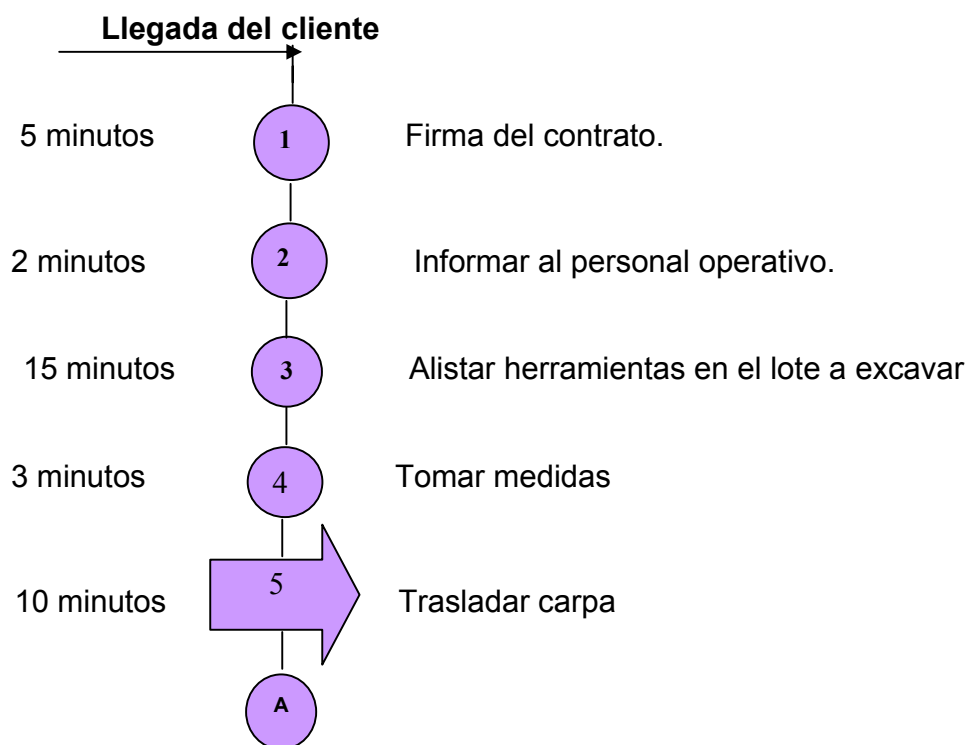 Llegada del cliente
5 minutos 1 Firma del contrato.
2 minutos 2 Informar al personal operativo.
15 minutos 3 Alistar herramientas en el lote a excavar
3 minutos 4 Tomar medidas
10 minutos 5 Trasladar carpa
A